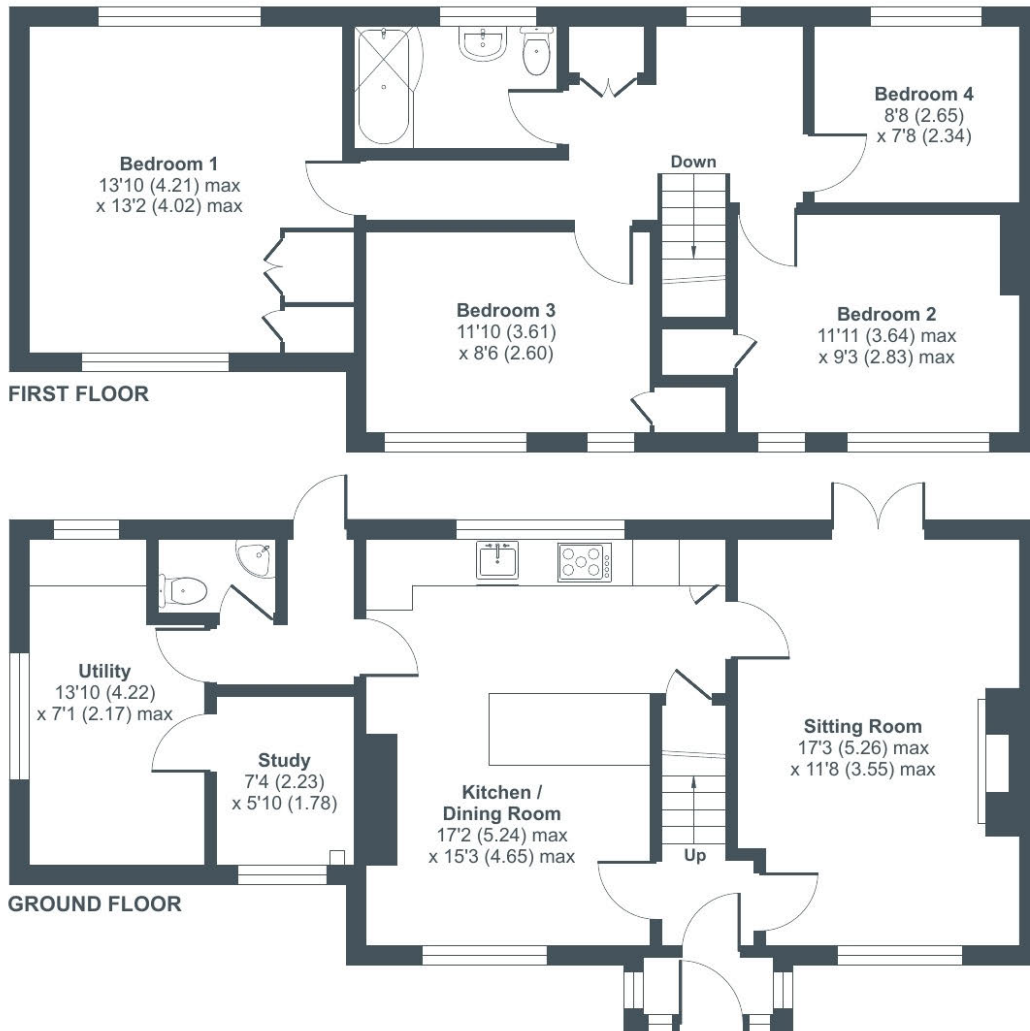 Bedroom 1
13'10 (4.21) max
x 13'2 (4.02) max
Bedroom 4
8'8 (2.65)
x 7'8 (2.34)
Down
Bedroom 3
11'10 (3.61)
x 8'6 (2.60)
Bedroom 2
11'11 (3.64) max
x 9'3 (2.83) max
FIRST FLOOR
Utility
13'10 (4.22)
x 7'1 (2.17) max
Study
7'4 (2.23)
x 5'10 (1.78)
Kitchen /
Dining Room
17'2 (5.24) max
x 15'3 (4.65) max
Up
Sitting Room
17'3 (5.26) max
x 11'8 (3.55) max
GROUND FLOOR